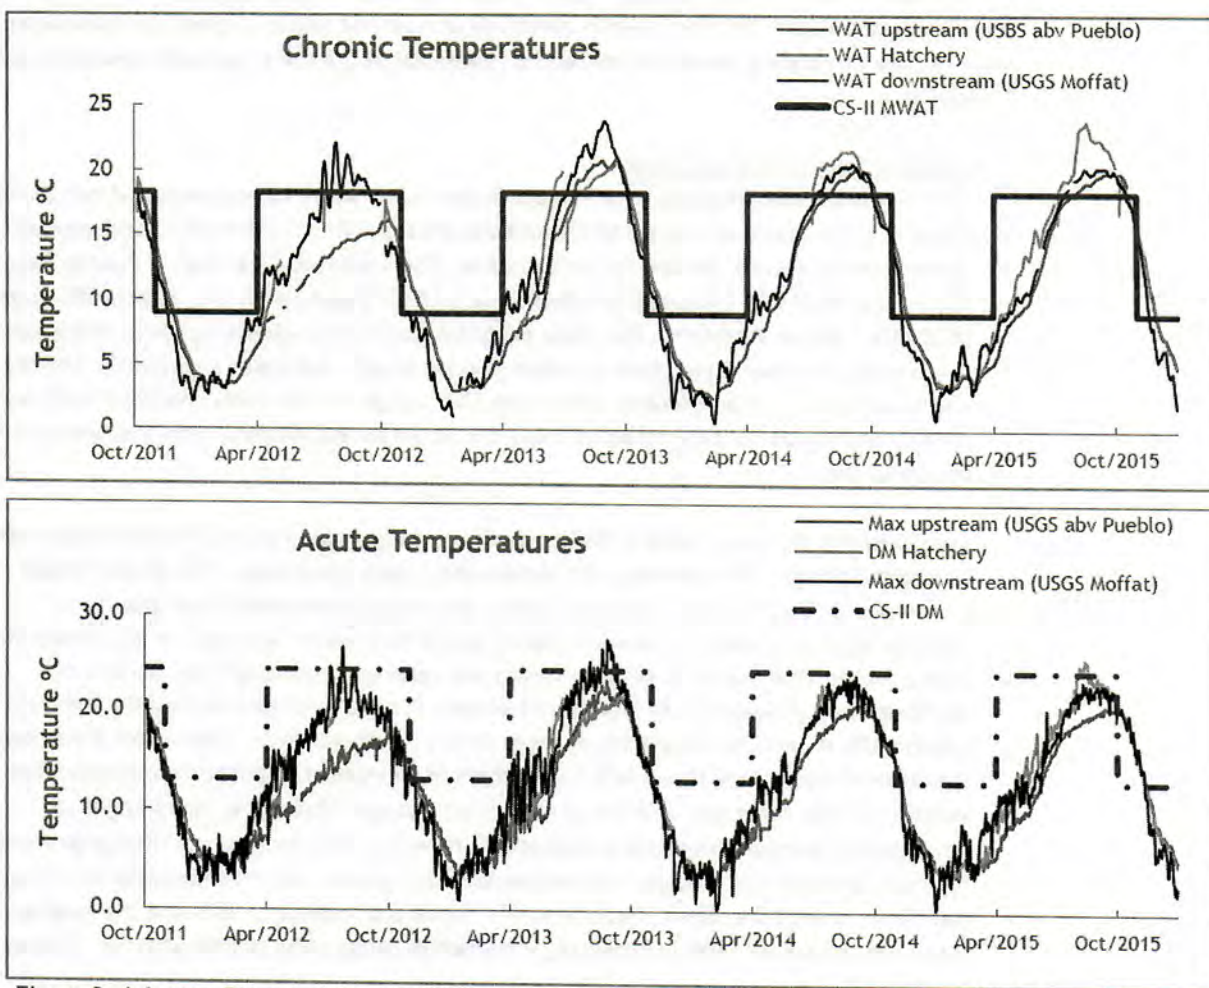 Chronic Temperatures
WAT upstream (USBS abv Pueblo)
WAT Hatchery
WAT downstream (USGS Moffat)
CS-II MWAT
Temperature ºC
25
20
15
10
5
0
Oct/2011 Apr/2012 Oct/2012 Apr/2013 Oct/2013 Apr/2014 Oct/2014 Apr/2015 Oct/2015
Acute Temperatures
Max upstream (USGS abv Pueblo)
DM Hatchery
Max downstream (USGS Moffat)
CS-II DM
Temperature ºC
30.0
20.0
10.0
0.0
Oct/2011 Apr/2012 Oct/2012 Apr/2013 Oct/2013 Apr/2014 Oct/2014 Apr/2015 Oct/2015